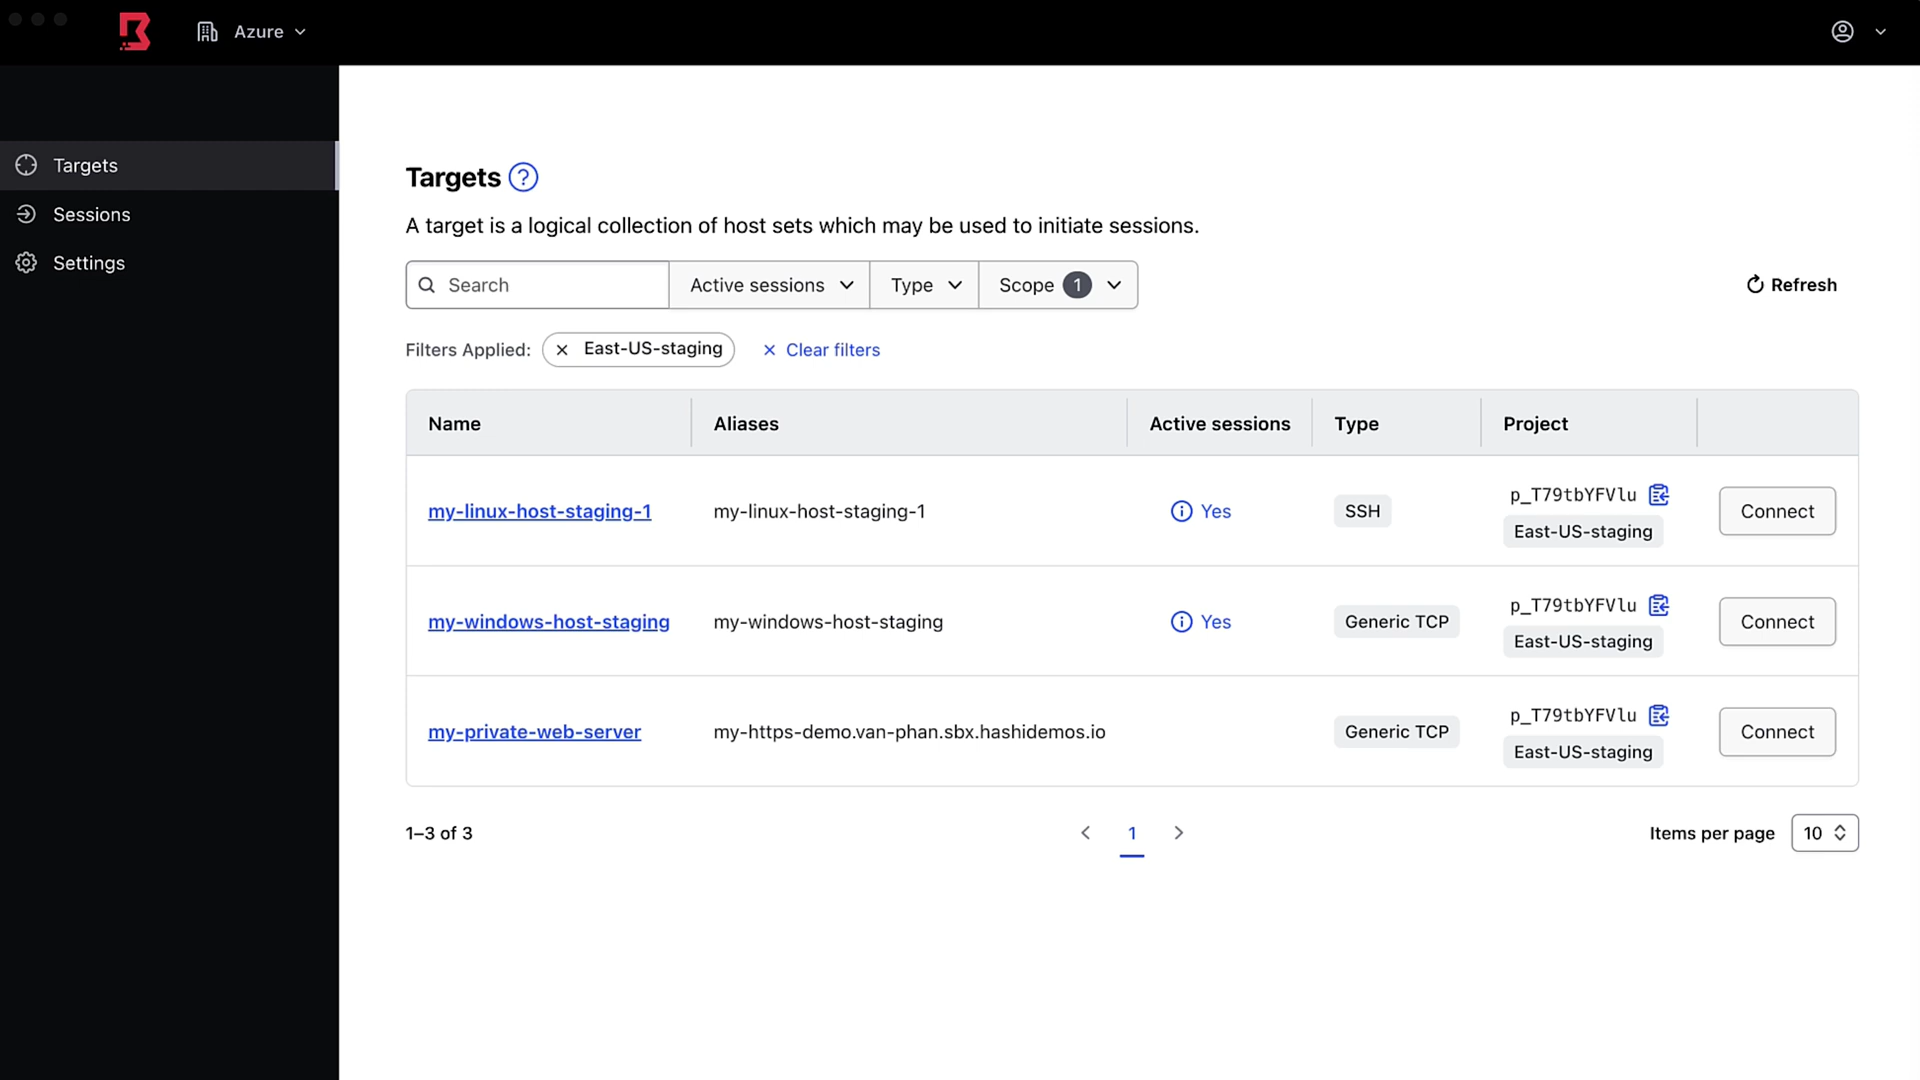 Azure
Targets
Sessions
Settings
Targets
A target is a logical collection of host sets which may be used to initiate sessions.
Search
Active sessions
Type
Scope 1
Refresh
Filters Applied: East-US-staging Clear filters
Name Aliases Active sessions Type Project
my-linux-host-staging-1 my-linux-host-staging-1 Yes SSH p_T79tbYFVlu
East-US-staging
Connect
my-windows-host-staging my-windows-host-staging Yes Generic TCP p_T79tbYFVlu
East-US-staging
Connect
my-private-web-server my-https-demo.van-phan.sbx.hashidemos.io Generic TCP p_T79tbYFVlu
East-US-staging
Connect
1–3 of 3
1
Items per page 10